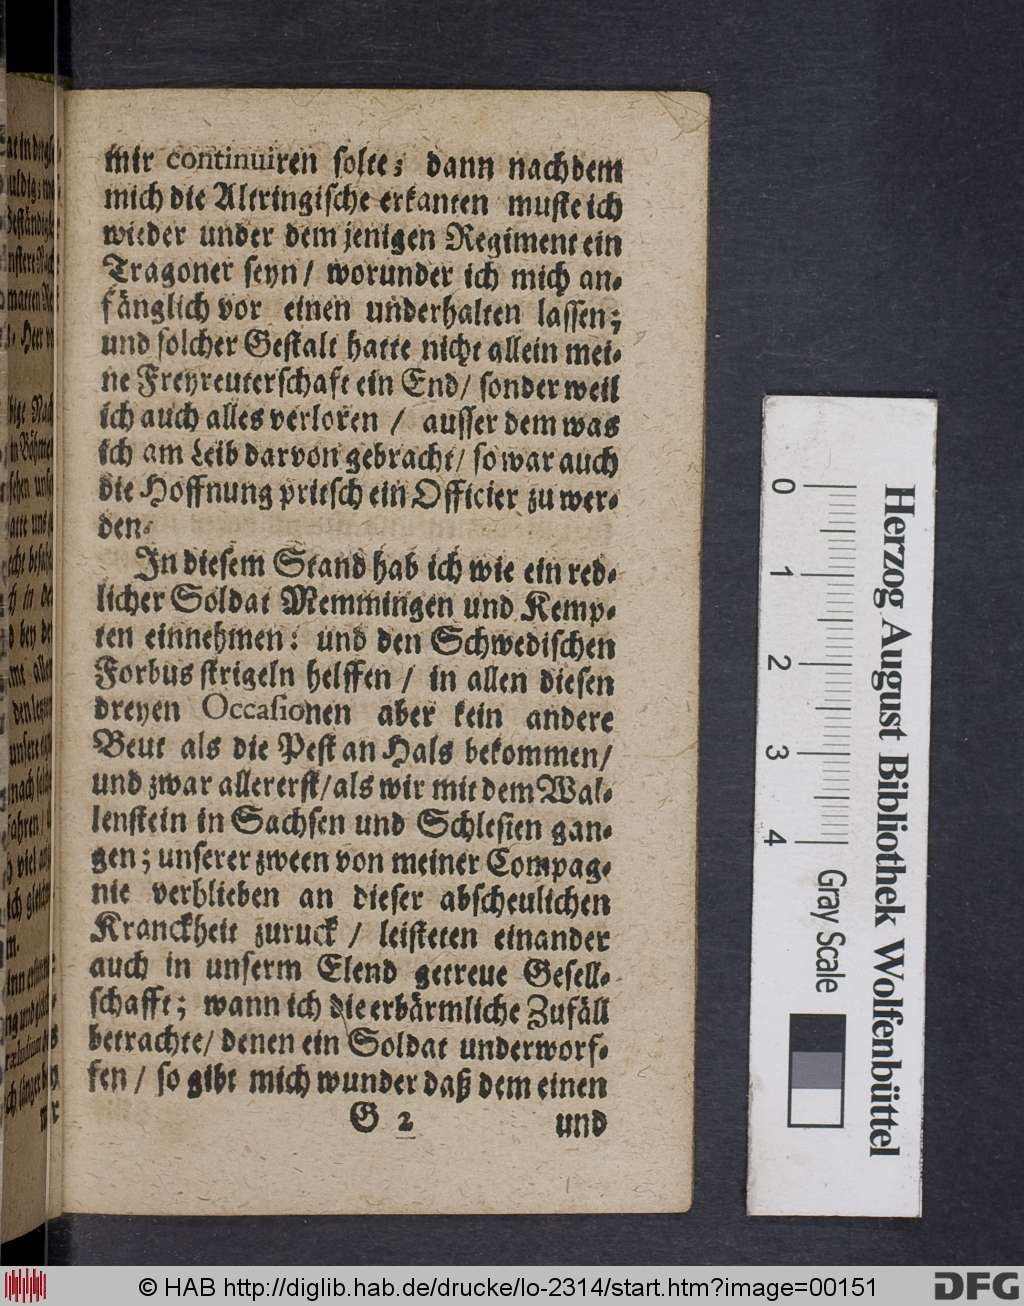 mir continuiren solte; dann nachdem
mich die Altringische erkanten muste ich
wieder under dem jenigen Regiment ein
Tragoner seyn / worunder ich mich an-
fänglich vor einen underhalten lassen;
und solcher Gestalt hatte nicht allein mei-
ne Freyreuterschaft ein End / sonder weil
ich auch alles verloren / ausser dem was
ich am Leib darvon gebracht / so war auch
die Hoffnung pritsch ein Officier zu wer-
den.
In diesem Stand hab ich wie ein red-
licher Soldat Memmingen und Kemp-
ten einnehmen: und den Schwedischen
Forbus strigeln helffen / in allen diesen
dreyen Occasionen aber kein andere
Beut als die Pest an Hals bekommen /
und zwar allererst / als wir mit dem Wal-
lenstein in Sachsen und Schlesien gan-
gen; unserer zween von meiner Compag-
nie verblieben an dieser abscheulichen
Kranckheit zuruck / leisteten einander
auch in unserm Elend getreue Gesell-
schafft; wann ich die erbärmliche Zufäll
betrachte / denen ein Soldat underworf-
fen / so gibt mich wunder daß dem einen
G 2 und
0 1 2 3 4
Gray Scale
Herzog August Bibliothek Wolfenbüttel
© HAB http://diglib.hab.de/drucke/lo-2314/start.htm?image=00151
DFG